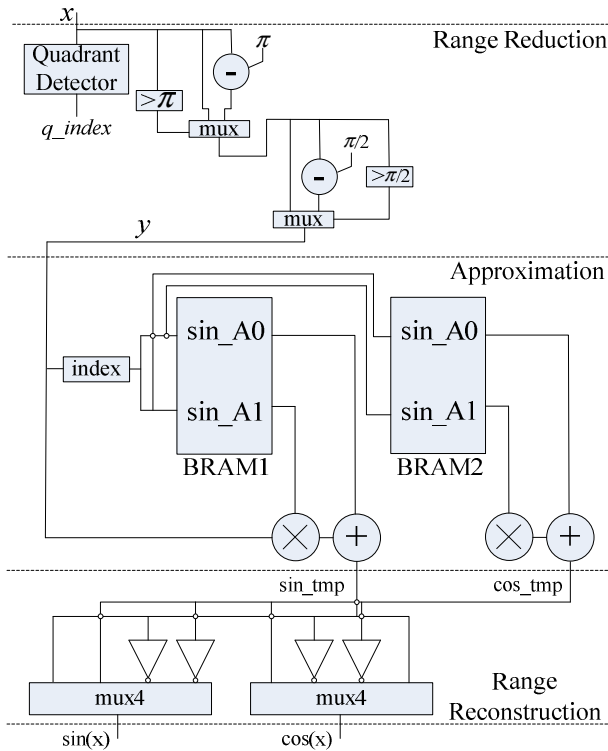 x
Range Reduction
Quadrant
Detector
π
-
>π
q_index
mux
π/2
-
>π/2
mux
y
Approximation
sin_A0
sin_A0
index
sin_A1
sin_A1
BRAM1
BRAM2
×
+
×
+
sin_tmp
cos_tmp
mux4
mux4
Range
Reconstruction
sin(x)
cos(x)